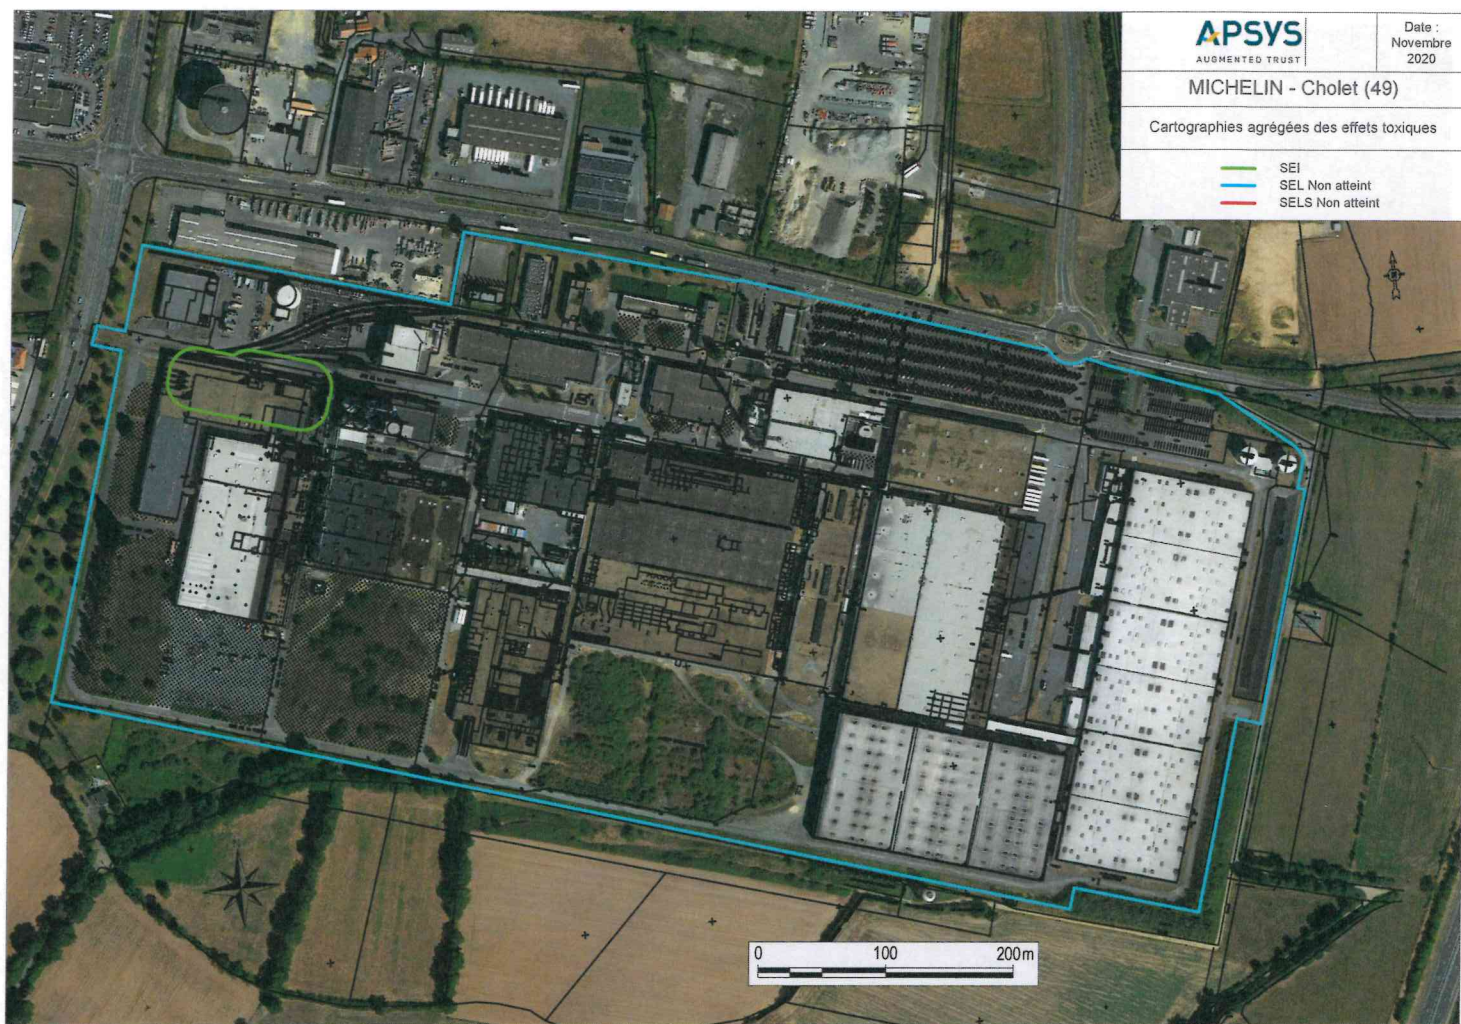 APSYS
AUGMENTED TRUST
Date :
Novembre
2020
MICHELIN - Cholet (49)
Cartographies agrégées des effets toxiques
SEI
SEL Non atteint
SELS Non atteint
0 100 200m